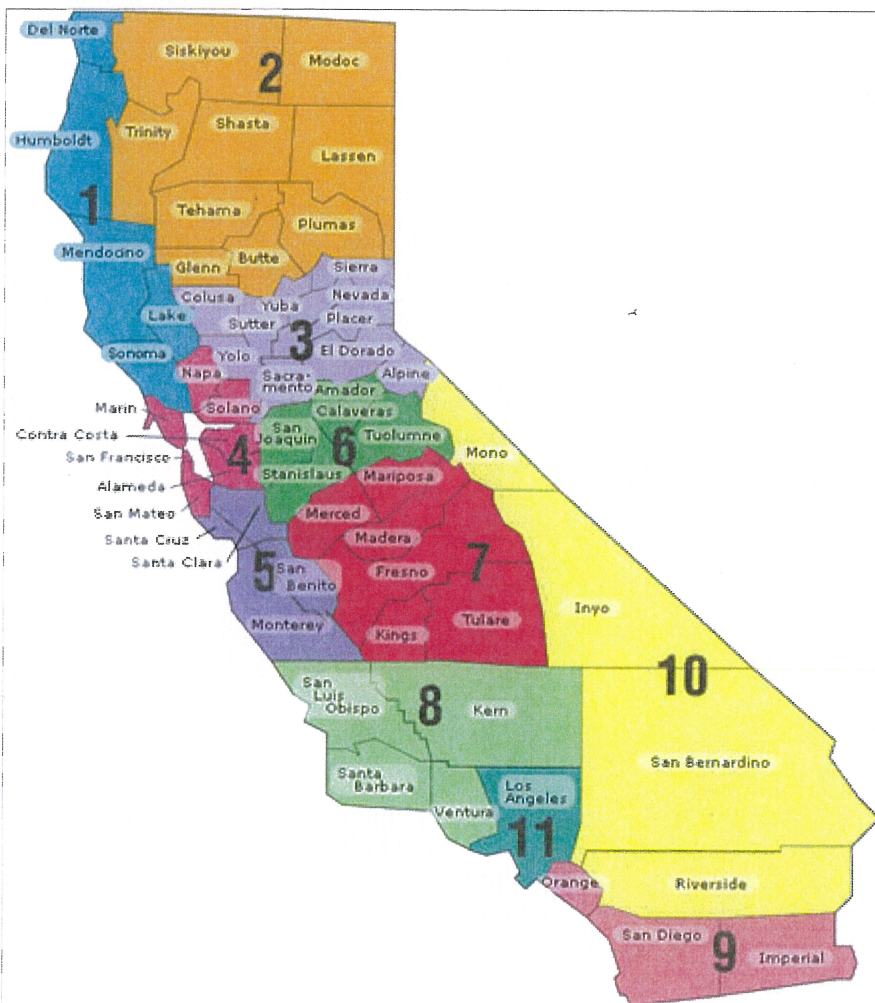 Del Norte
Siskiyou
2
Modoc
Humboldt
Trinity
Shasta
Lassen
1
Tehama
Plumas
Mendocino
Glenn
Butte
Sierra
Colusa
Nevada
Yuba
Lake
Sutter
Placer
3
Sonoma
Yolo
El Dorado
Napa
Sacra-
mento
Alpine
Amador
Marin
Solano
Calaveras
Contra Costa
San
Joaquin
Tuolumne
4
6
Mono
San Francisco
Stanislaus
Mariposa
Alameda
San Mateo
Merced
Santa Cruz
Madera
Santa Clara
5
San
Benito
Fresno
7
Inyo
Monterey
Kings
Tulare
10
San
Luis
Obispo
8
Kern
San Bernardino
Santa
Barbara
Los
Angeles
Ventura
11
Orange
Riverside
San Diego
9
Imperial